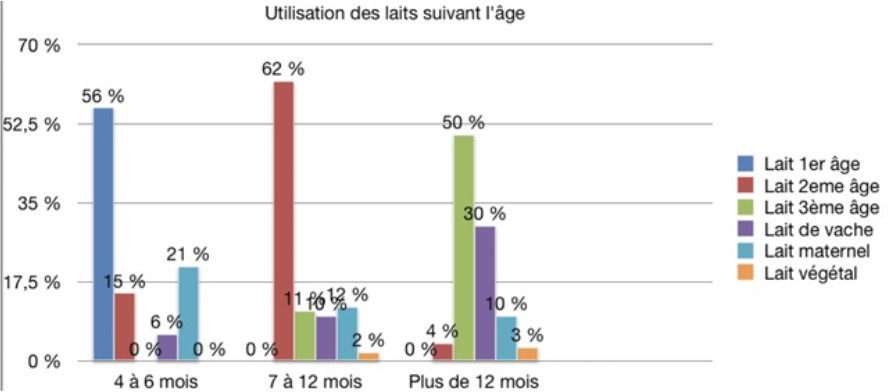 Utilisation des laits suivant l'âge
70 %
52,5 %
35 %
17,5 %
0 %
56 %
15 %
0 %
6 %
21 %
0 %
0 %
62 %
11 %
10 %
12 %
2 %
0 %
4 %
50 %
30 %
10 %
3 %
4 à 6 mois
7 à 12 mois
Plus de 12 mois
Lait 1er âge
Lait 2eme âge
Lait 3ème âge
Lait de vache
Lait maternel
Lait végétal